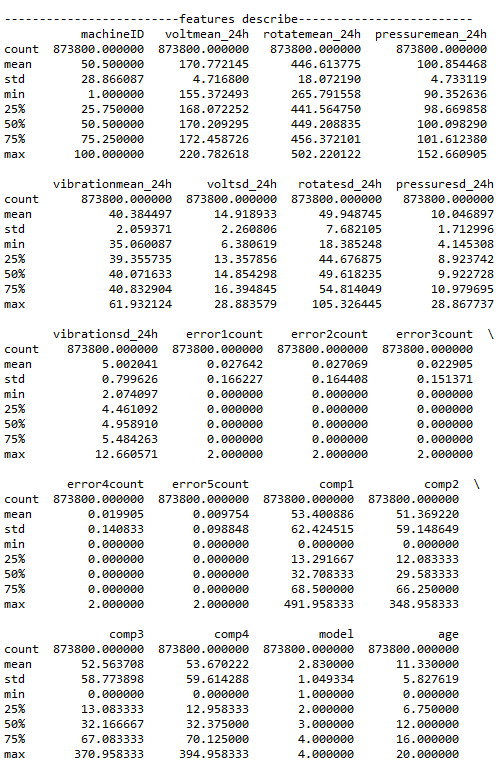 -------------------------features describe-------------------------
machineID voltmean_24h rotatemean_24h pressuremean_24h
count 873800.000000 873800.000000 873800.000000 873800.000000
mean 50.500000 170.772145 446.613775 100.854468
std 28.866087 4.716800 18.072190 4.733119
min 1.000000 155.372493 265.791558 90.352636
25% 25.750000 168.072252 441.564750 98.669858
50% 50.500000 170.209295 449.208835 100.098290
75% 75.250000 172.458726 456.372101 101.612380
max 100.000000 220.782618 502.220122 152.660905
vibrationmean_24h voltsd_24h rotatesd_24h pressuresd_24h
count 873800.000000 873800.000000 873800.000000 873800.000000
mean 40.384497 14.918933 49.948745 10.046897
std 2.059371 2.260806 7.682105 1.712996
min 35.060087 6.380619 18.385248 4.145308
25% 39.355735 13.357856 44.676875 8.923742
50% 40.071633 14.854298 49.618235 9.922728
75% 40.832904 16.394845 54.814049 10.979695
max 61.932124 28.883579 105.326445 28.867737
vibrationsd_24h error1count error2count error3count \
count 873800.000000 873800.000000 873800.000000 873800.000000
mean 5.002041 0.027642 0.027069 0.022905
std 0.799626 0.166227 0.164408 0.151371
min 2.074097 0.000000 0.000000 0.000000
25% 4.461092 0.000000 0.000000 0.000000
50% 4.958910 0.000000 0.000000 0.000000
75% 5.484263 0.000000 0.000000 0.000000
max 12.660571 2.000000 2.000000 2.000000
error4count error5count comp1 comp2 \
count 873800.000000 873800.000000 873800.000000 873800.000000
mean 0.019905 0.009754 53.400886 51.369220
std 0.140833 0.098848 62.424515 59.148649
min 0.000000 0.000000 0.000000 0.000000
25% 0.000000 0.000000 13.291667 12.083333
50% 0.000000 0.000000 32.708333 29.583333
75% 0.000000 0.000000 68.500000 66.250000
max 2.000000 2.000000 491.958333 348.958333
comp3 comp4 model age
count 873800.000000 873800.000000 873800.000000 873800.000000
mean 52.563708 53.670222 2.830000 11.330000
std 58.773898 59.614288 1.049334 5.827619
min 0.000000 0.000000 1.000000 0.000000
25% 13.083333 12.958333 2.000000 6.750000
50% 32.166667 32.375000 3.000000 12.000000
75% 67.083333 70.125000 4.000000 16.000000
max 370.958333 394.958333 4.000000 20.000000